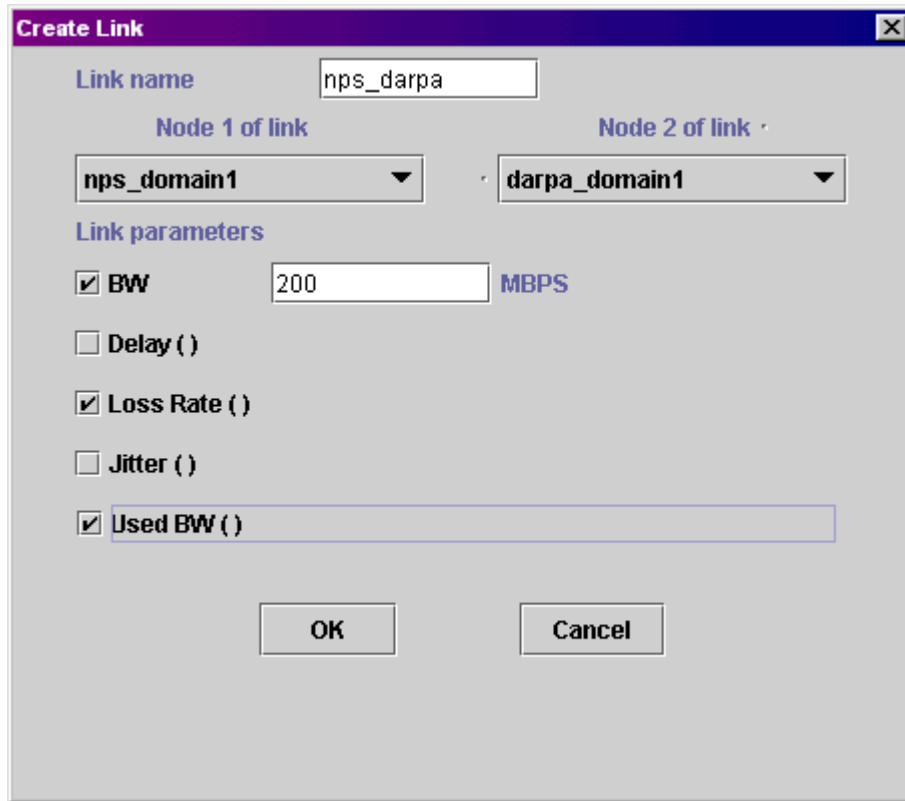 Create Link
Link name nps_darpa
Node 1 of link Node 2 of link
nps_domain1 darpa_domain1
Link parameters
BW 200 MBPS
Delay ( )
Loss Rate ( )
Jitter ( )
Used BW ( )
OK Cancel